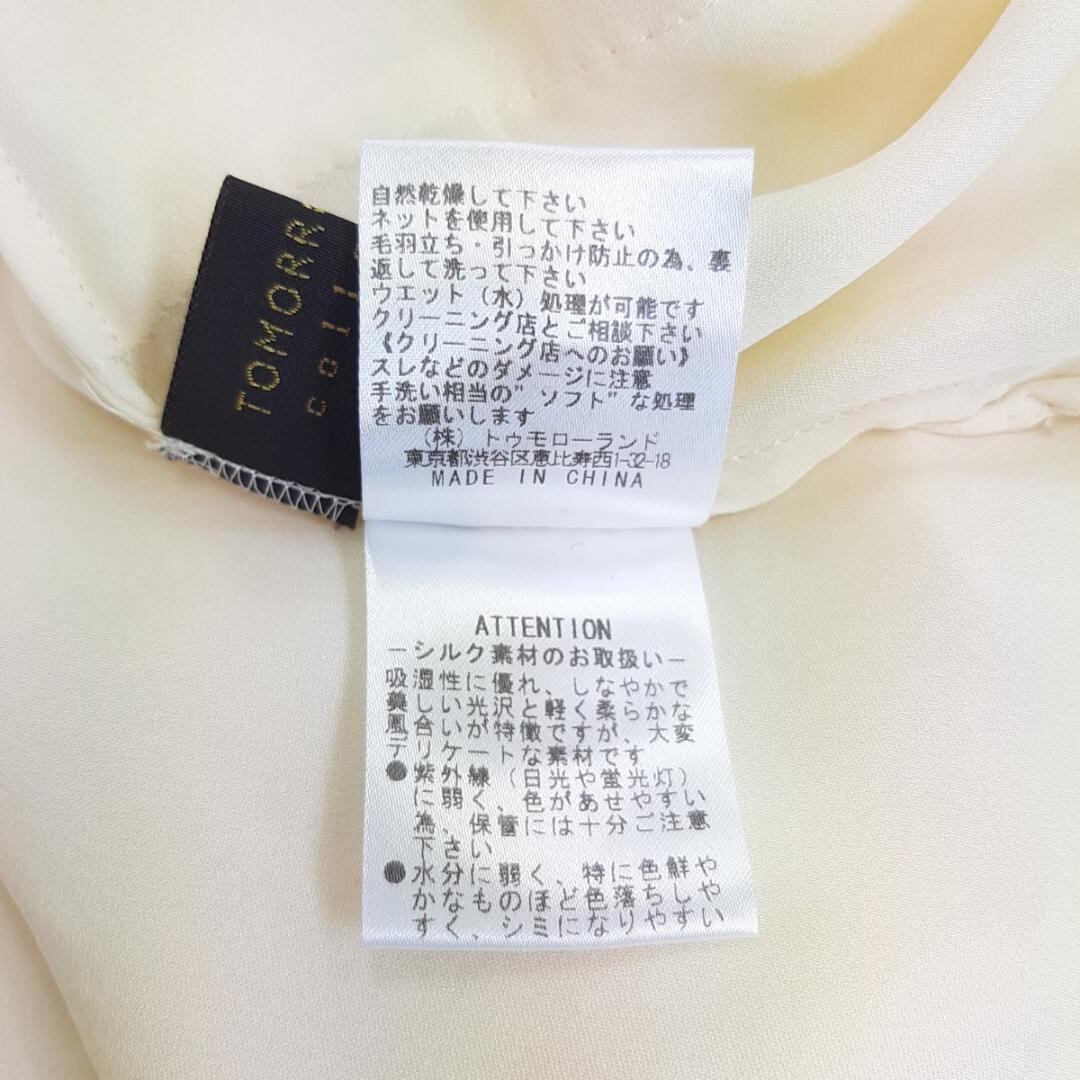 自然乾燥して下さい
ネットを使用して下さい
毛羽立ち・引っかけ防止の為、裏
返して洗って下さい
ウエット（水）処理が可能です
クリーニング店とご相談下さい
《クリーニング店へのお願い》
スレなどのダメージに注意
手洗い相当の"ソフト"な処理
をお願いします
（株）トゥモローランド
東京都渋谷区恵比寿西1-32-18
MADE IN CHINA
ATTENTION
－シルク素材のお取扱い－
吸湿性に優れ、しなやかで
美しい光沢と軽く柔らかな
風合いが特徴ですが、大変
デリケートな素材です
●紫外線（日光や蛍光灯）
に弱く、色があせやすい
為、保管には十分ご注意
下さい
●水分に弱く、特に色鮮や
かなものほど色落ちしや
すく、シミになりやすい
TOMORR
coll